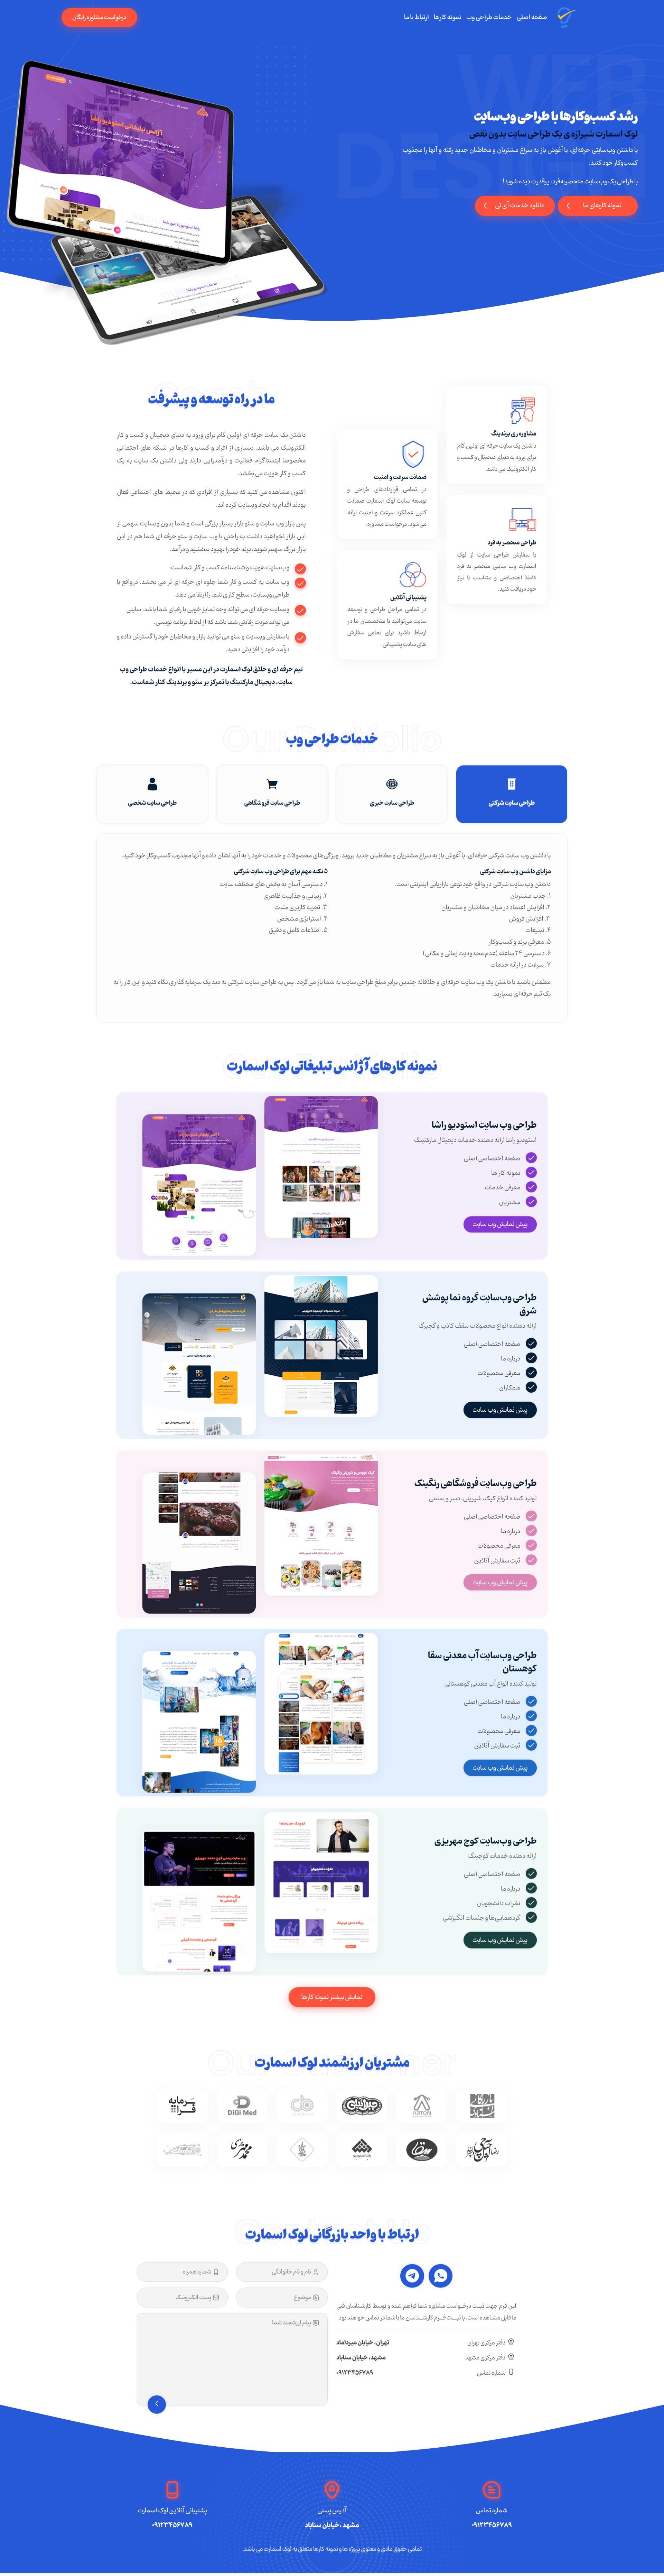 صفحه اصلی
خدمات طراحی وب
نمونه کارها
ارتباط با ما
درخواست مشاوره رایگان
WEB
DESIGN
رشد کسب‌وکارها با طراحی وب‌سایت
لوک اسمارت شیرازه ی یک طراحی سایت بدون نقص
با داشتن وب‌سایتی حرفه‌ای، با آغوش باز به سراغ مشتریان و مخاطبان جدید رفته و آنها را مجذوب
کسب‌وکار خود کنید.
با طراحی یک وب‌سایت منحصربه‌فرد، پرقدرت دیده شوید!
نمونه کارهای ما
دانلود خدمات آی تی
ما در راه توسعه و پیشرفت
داشتن یک سایت حرفه ای اولین گام برای ورود به دنیای دیجیتال و کسب و کار
الکترونیک می باشد. بسیاری از افراد و کسب و کارها در شبکه های اجتماعی
مخصوصا اینستاگرام فعالیت و درآمدزایی دارند ولی داشتن یک سایت به یک
کسب و کار هویت می بخشد.
اکنون مشاهده می کنید که بسیاری از افرادی که در محیط های اجتماعی فعال
بودند اقدام به ایجاد وبسایت کرده اند.
پس بازار وب سایت و سئو بازار بسیار بزرگی است و شما بدون وبسایت سهمی از
این بازار نخواهید داشت به راحتی با وب سایت و سئو حرفه ای شما هم در این
بازار بزرگ سهیم شوید، برند خود را بهبود ببخشید و درآمد.
وب سایت هویت و شناسنامه کسب و کار شماست.
وب سایت به کسب و کار شما جلوه ای حرفه ای تر می بخشد. درواقع با
طراحی وبسایت، سطح کاری شما را ارتقا می دهد.
وبسایت حرفه ای می تواند وجه تمایز خوبی با رقبای شما باشد. سایتی
می تواند مزیت رقابتی شما باشد که از لحاظ برنامه نویسی.
با سفارش وبسایت و سئو می توانید بازار و مخاطبان خود را گسترش داده و
درآمد خود را افزایش دهید.
تیم حرفه ای و خلاق لوک اسمارت در این مسیر با انواع خدمات طراحی وب
سایت، دیجیتال مارکتینگ با تمرکز بر سئو و برندینگ کنار شماست.
مشاوره ری برندینگ
داشتن یک سایت حرفه ای اولین گام
برای ورود به دنیای دیجیتال و کسب و
کار الکترونیک می باشد.
ضمانت سرعت و امنیت
در تمامی قراردادهای طراحی و
توسعه سایت لوک اسمارت ضمانت
کتبی عملکرد سرعت و امنیت ارائه
می‌شود. درخواست مشاوره.
طراحی منحصر به فرد
با سفارش طراحی سایت از لوک
اسمارت وب سایتی منحصر به فرد
کاملا اختصاصی و متناسب با نیاز
خود دریافت کنید.
پشتیبانی آنلاین
در تمامی مراحل طراحی و توسعه
سایت می‌توانید با متخصصان ما در
ارتباط باشید برای تمامی سفارش
های سایت پشتیبانی.
Our Portfolio
خدمات طراحی وب
طراحی سایت شرکتی
طراحی سایت خبری
طراحی سایت فروشگاهی
طراحی سایت شخصی
با داشتن وب سایت شرکتی حرفه‌ای، با آغوش باز به سراغ مشتریان و مخاطبان جدید بروید. ویژگی‌های محصولات و خدمات خود را به آنها نشان داده و آنها مجذوب کسب‌وکار خود کنید.
مزایای داشتن وب سایت شرکتی
داشتن وب سایت شرکتی در واقع خود نوعی بازاریابی اینترنتی است.
۱. جذب مشتریان
۲. افزایش اعتماد در میان مخاطبان و مشتریان
۳. افزایش فروش
۴. تبلیغات
۵. معرفی برند و کسب‌وکار
۶. دسترسی ۲۴ ساعته (عدم محدودیت زمانی و مکانی)
۷. سرعت در ارائه خدمات
۵ نکته مهم برای طراحی وب سایت شرکتی
۱. دسترسی آسان به بخش های مختلف سایت
۲. زیبایی و جذابیت ظاهری
۳. تجربه کاربری مثبت
۴. استراتژی مشخص
۵. اطلاعات کامل و دقیق
مطمئن باشید با داشتن یک وب سایت حرفه‌ای و خلاقانه چندین برابر مبلغ طراحی سایت به شما باز می‌گردد. پس به طراحی سایت شرکتی به دید یک سرمایه‌گذاری نگاه کنید و این کار را به
یک تیم حرفه‌ای بسپارید.
نمونه کارهای آژانس تبلیغاتی لوک اسمارت
طراحی وب سایت استودیو راشا
استودیو راشا ارائه دهنده خدمات دیجیتال مارکتینگ
صفحه اختصاصی اصلی
نمونه کار ها
معرفی خدمات
مشتریان
پیش نمایش وب سایت
طراحی وب‌سایت گروه نما پوشش
شرق
ارائه دهنده انواع محصولات سقف کاذب و گچبرگ
صفحه اختصاصی اصلی
درباره ما
معرفی محصولات
همکاران
پیش نمایش وب سایت
طراحی وب‌سایت فروشگاهی رنگینک
تولید کننده انواع کیک، شیرینی، دسر و بستنی
صفحه اختصاصی اصلی
درباره ما
معرفی محصولات
ثبت سفارش آنلاین
پیش نمایش وب سایت
طراحی وب‌سایت آب معدنی سقا
کوهستان
تولید کننده انواع آب معدنی کوهستانی
صفحه اختصاصی اصلی
درباره ما
معرفی محصولات
ثبت سفارش آنلاین
پیش نمایش وب سایت
طراحی وب‌سایت کوچ مهریزی
ارائه دهنده خدمات کوچینگ
صفحه اختصاصی اصلی
درباره ما
نظرات دانشجویان
گردهمایی‌ها و جلسات انگیزشی
پیش نمایش وب سایت
نمایش بیشتر نمونه کارها
مشتریان ارزشمند لوک اسمارت
DiGi Med
ارتباط با واحد بازرگانی لوک اسمارت
این فرم جهت ثبت درخواست مشاوره شما فراهم شده و توسط کارشناسان فنی
ما قابل مشاهده است. با ثبت فرم کارشناسان ما با شما در تماس خواهند بود
دفتر مرکزی تهران
تهران، خیابان میرداماد
دفتر مرکزی مشهد
مشهد، خیابان سناباد
شماره تماس
۰۹۱۲۳۴۵۶۷۸۹
نام و نام خانوادگی
شماره همراه
موضوع
پست الکترونیک
پیام ارزشمند شما
شماره تماس
۰۹۱۲۳۴۵۶۷۸۹
آدرس پستی
مشهد ، خیابان سناباد
پشتیبانی آنلاین لوک اسمارت
۰۹۱۲۳۴۵۶۷۸۹
تمامی حقوق مادی و معنوی پروژه ها و نمونه کارها متعلق به لوک اسمارت می باشد.